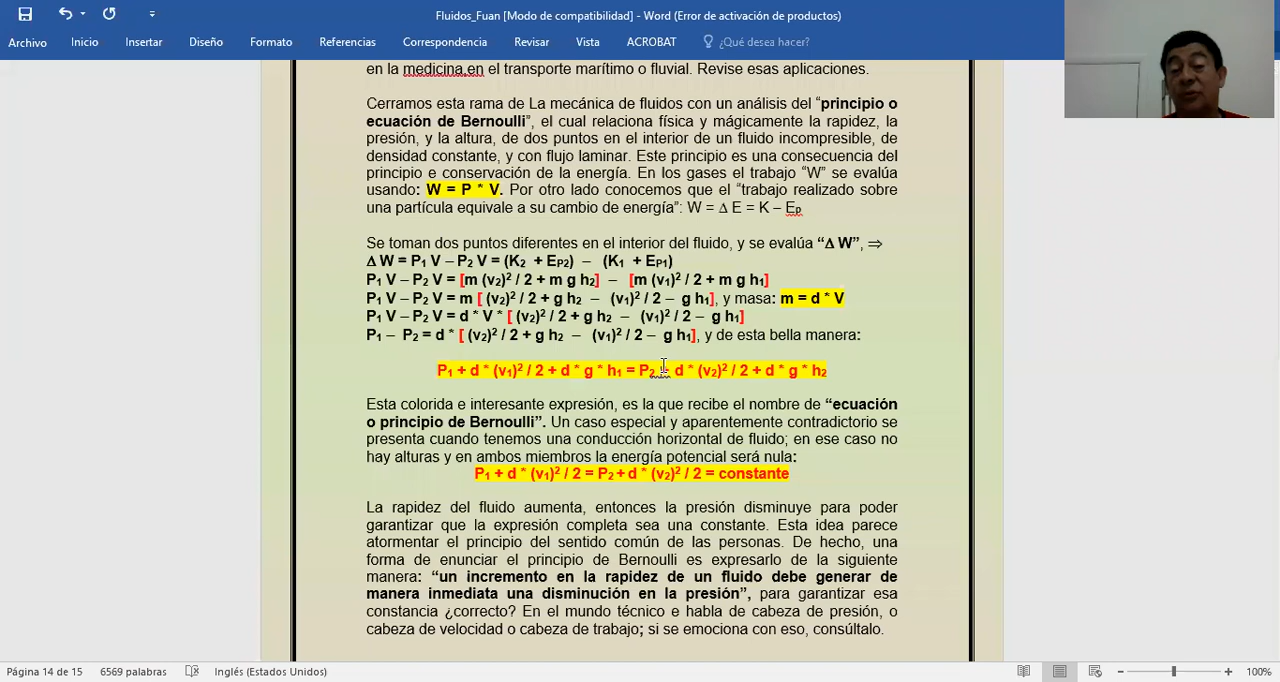 Fluidos_Fuan [Modo de compatibilidad] - Word (Error de activación de productos)
Archivo Inicio Insertar Diseño Formato Referencias Correspondencia Revisar Vista ACROBAT ¿Qué desea hacer?
en la medicina,en el transporte marítimo o fluvial. Revise esas aplicaciones.
Cerramos esta rama de La mecánica de fluidos con un análisis del “principio o
ecuación de Bernoulli”, el cual relaciona física y mágicamente la rapidez, la
presión, y la altura, de dos puntos en el interior de un fluido incompresible, de
densidad constante, y con flujo laminar. Este principio es una consecuencia del
principio e conservación de la energía. En los gases el trabajo “W” se evalúa
usando: W = P * V. Por otro lado conocemos que el “trabajo realizado sobre
una partícula equivale a su cambio de energía”: W = Δ E = K – Eₚ
Se toman dos puntos diferentes en el interior del fluido, y se evalúa “Δ W”, ⇒
Δ W = P₁ V – P₂ V = (K₂ + E_P2) – (K₁ + E_P1)
P₁ V – P₂ V = [m (v₂)² / 2 + m g h₂] – [m (v₁)² / 2 + m g h₁]
P₁ V – P₂ V = m [ (v₂)² / 2 + g h₂ – (v₁)² / 2 – g h₁], y masa: m = d * V
P₁ V – P₂ V = d * V * [ (v₂)² / 2 + g h₂ – (v₁)² / 2 – g h₁]
P₁ – P₂ = d * [ (v₂)² / 2 + g h₂ – (v₁)² / 2 – g h₁], y de esta bella manera:
P₁ + d * (v₁)² / 2 + d * g * h₁ = P₂ + d * (v₂)² / 2 + d * g * h₂
Esta colorida e interesante expresión, es la que recibe el nombre de “ecuación
o principio de Bernoulli”. Un caso especial y aparentemente contradictorio se
presenta cuando tenemos una conducción horizontal de fluido; en ese caso no
hay alturas y en ambos miembros la energía potencial será nula:
P₁ + d * (v₁)² / 2 = P₂ + d * (v₂)² / 2 = constante
La rapidez del fluido aumenta, entonces la presión disminuye para poder
garantizar que la expresión completa sea una constante. Esta idea parece
atormentar el principio del sentido común de las personas. De hecho, una
forma de enunciar el principio de Bernoulli es expresarlo de la siguiente
manera: “un incremento en la rapidez de un fluido debe generar de
manera inmediata una disminución en la presión”, para garantizar esa
constancia ¿correcto? En el mundo técnico e habla de cabeza de presión, o
cabeza de velocidad o cabeza de trabajo; si se emociona con eso, consúltalo.
Página 14 de 15 6569 palabras Inglés (Estados Unidos) 100%